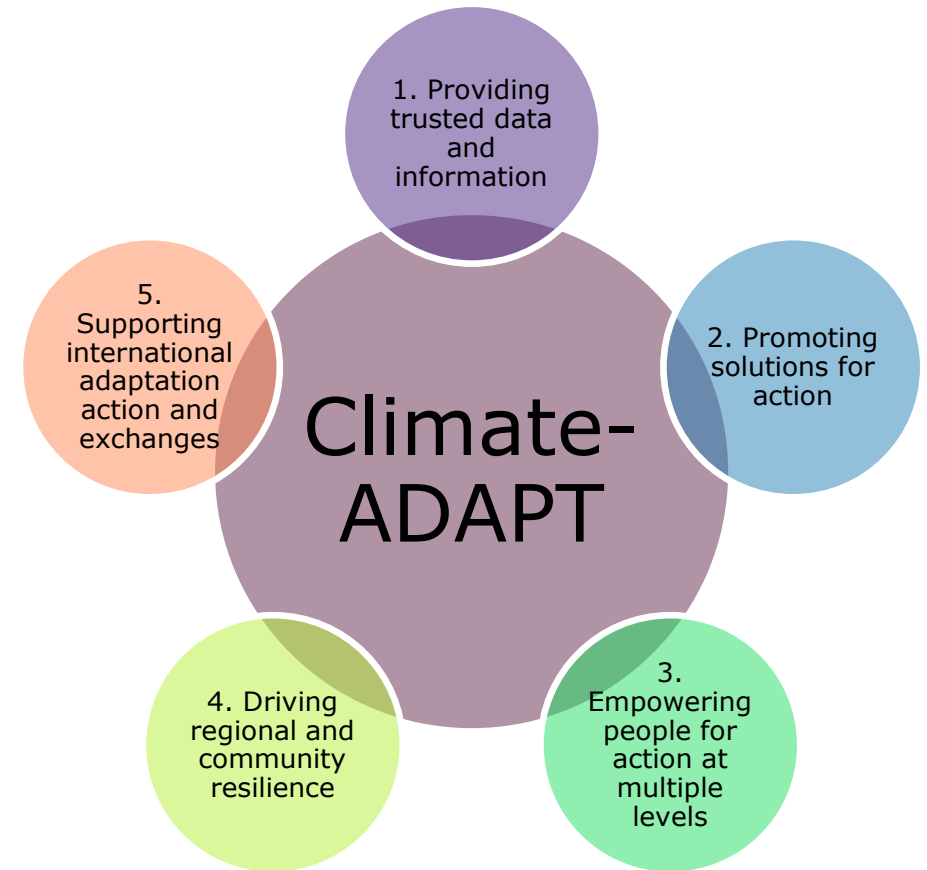 1. Providing
trusted data
and
information
2. Promoting
solutions for
action
3.
Empowering
people for
action at
multiple
levels
4. Driving
regional and
community
resilience
5.
Supporting
international
adaptation
action and
exchanges
Climate-
ADAPT